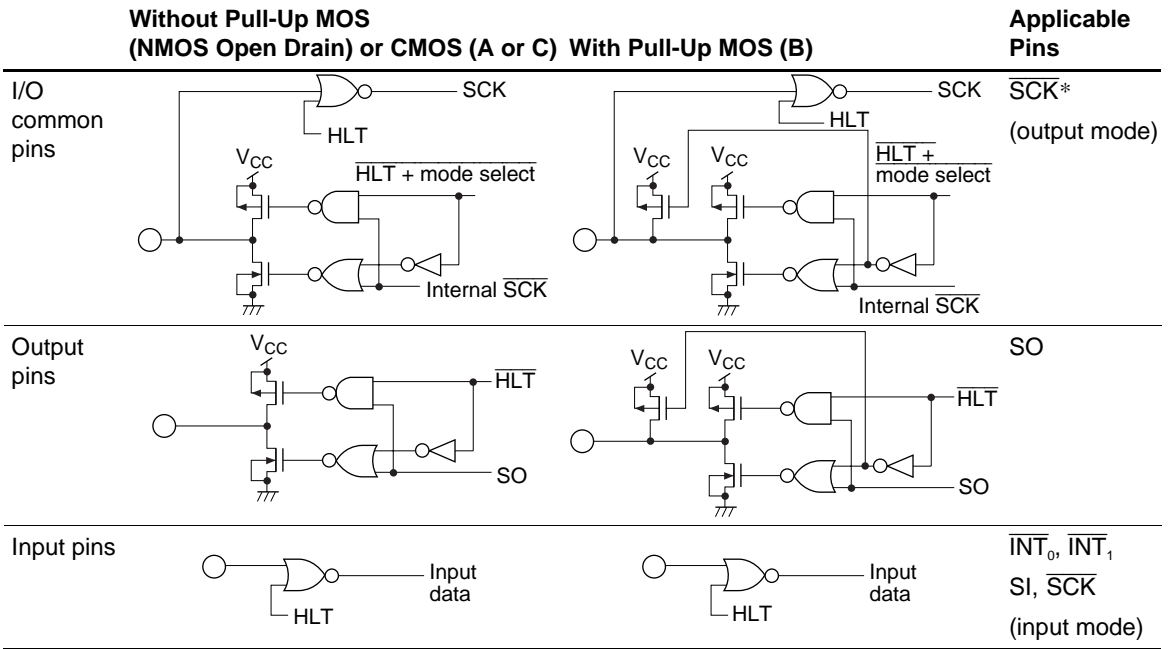 Without Pull-Up MOS
(NMOS Open Drain) or CMOS (A or C) With Pull-Up MOS (B)
Applicable
Pins
I/O
common
pins
SCK
HLT
VCC
HLT + mode select
Internal SCK
SCK
HLT
VCC
VCC
HLT +
mode select
Internal SCK
SCK*
(output mode)
Output
pins
VCC
HLT
SO
VCC
VCC
HLT
SO
SO
Input pins
Input
data
HLT
Input
data
HLT
INT0, INT1
SI, SCK
(input mode)